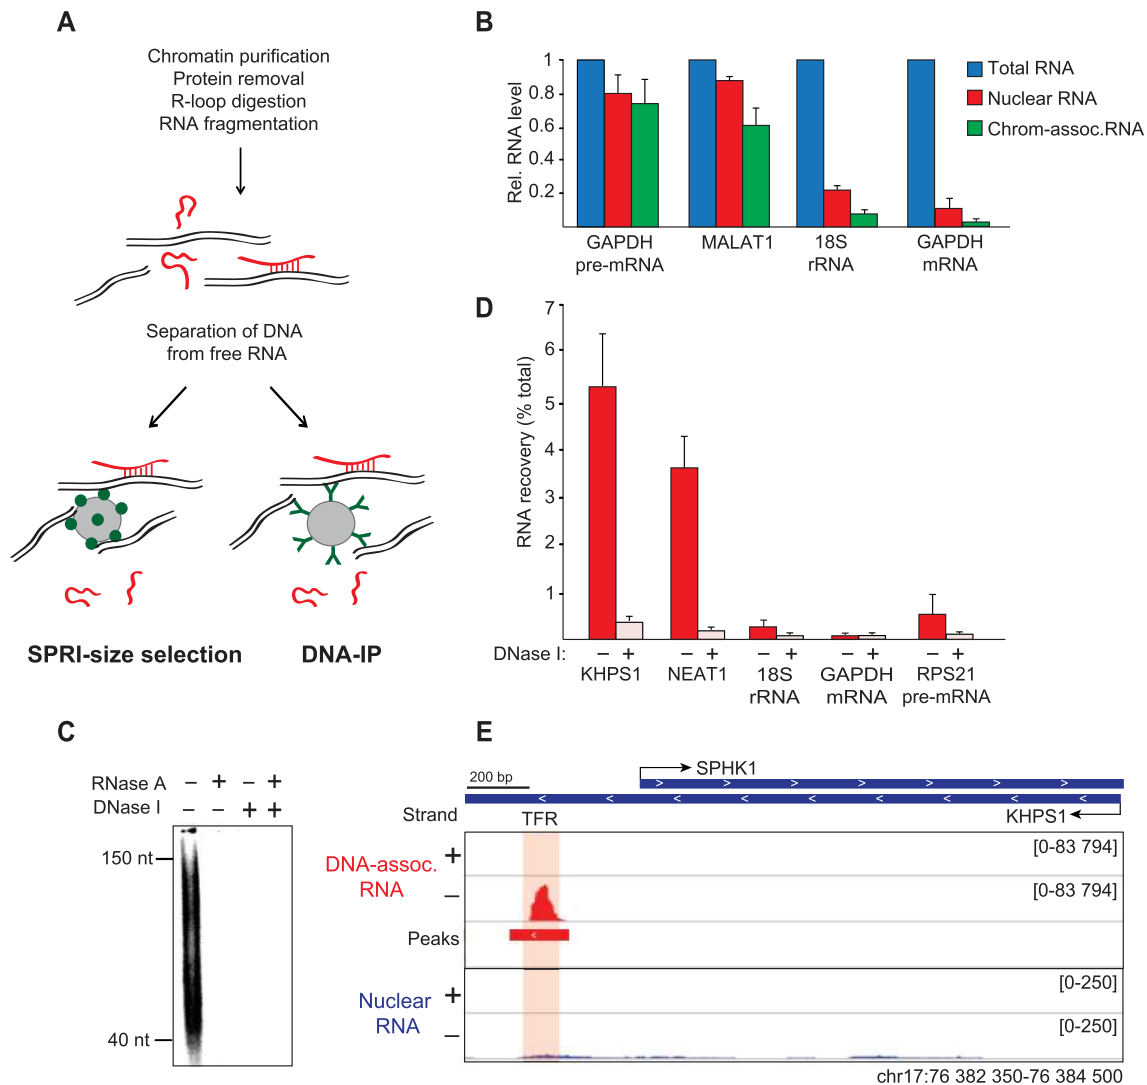 A
Chromatin purification
Protein removal
R-loop digestion
RNA fragmentation
Separation of DNA
from free RNA
SPRI-size selection
DNA-IP
B
Rel. RNA level
1
0.8
0.6
0.4
0.2
Total RNA
Nuclear RNA
Chrom-assoc.RNA
GAPDH
pre-mRNA
MALAT1
18S
rRNA
GAPDH
mRNA
D
RNA recovery (% total)
7
6
5
4
3
2
1
DNase I: – + – + – + – + – +
KHPS1
NEAT1
18S
rRNA
GAPDH
mRNA
RPS21
pre-mRNA
C
RNase A – + – +
DNase I – – + +
150 nt
40 nt
E
200 bp
SPHK1
> > > > > >
< < < < < < < < <
KHPS1
Strand
TFR
DNA-assoc.
RNA
+
[0-83 794]
–
[0-83 794]
Peaks
<
Nuclear
RNA
+
[0-250]
–
[0-250]
chr17:76 382 350-76 384 500